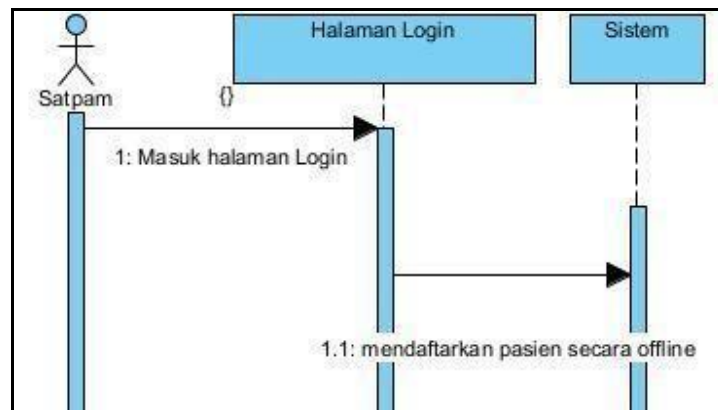 Halaman Login
Sistem
Satpam
{}
1: Masuk halaman Login
1.1: mendaftarkan pasien secara offline